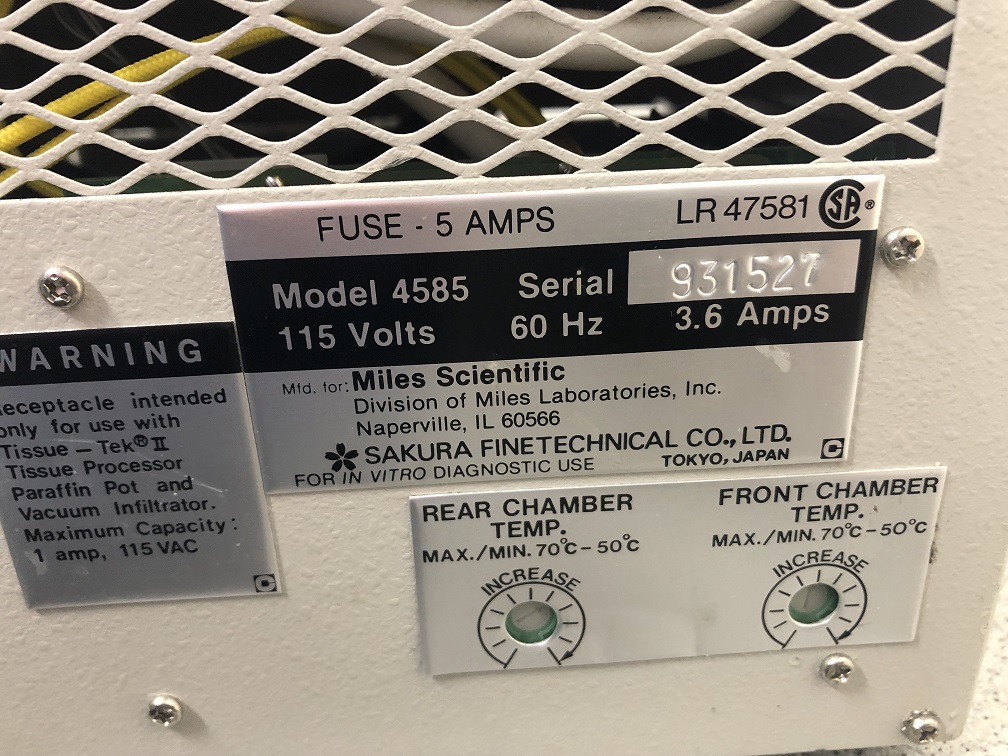 FUSE - 5 AMPS
LR 47581 SA®
Model 4585 Serial 931527
115 Volts 60 Hz 3.6 Amps
Mfd. for: Miles Scientific
Division of Miles Laboratories, Inc.
Naperville, IL 60566
SAKURA FINETECHNICAL CO., LTD.
TOKYO, JAPAN
FOR IN VITRO DIAGNOSTIC USE
C
WARNING
Receptacle intended
only for use with
Tissue – Tek® II
Tissue Processor
Paraffin Pot and
Vacuum Infiltrator.
Maximum Capacity:
1 amp, 115 VAC
C
REAR CHAMBER
TEMP.
MAX./MIN. 70°C – 50°C
INCREASE
FRONT CHAMBER
TEMP.
MAX./MIN. 70°C – 50°C
INCREASE